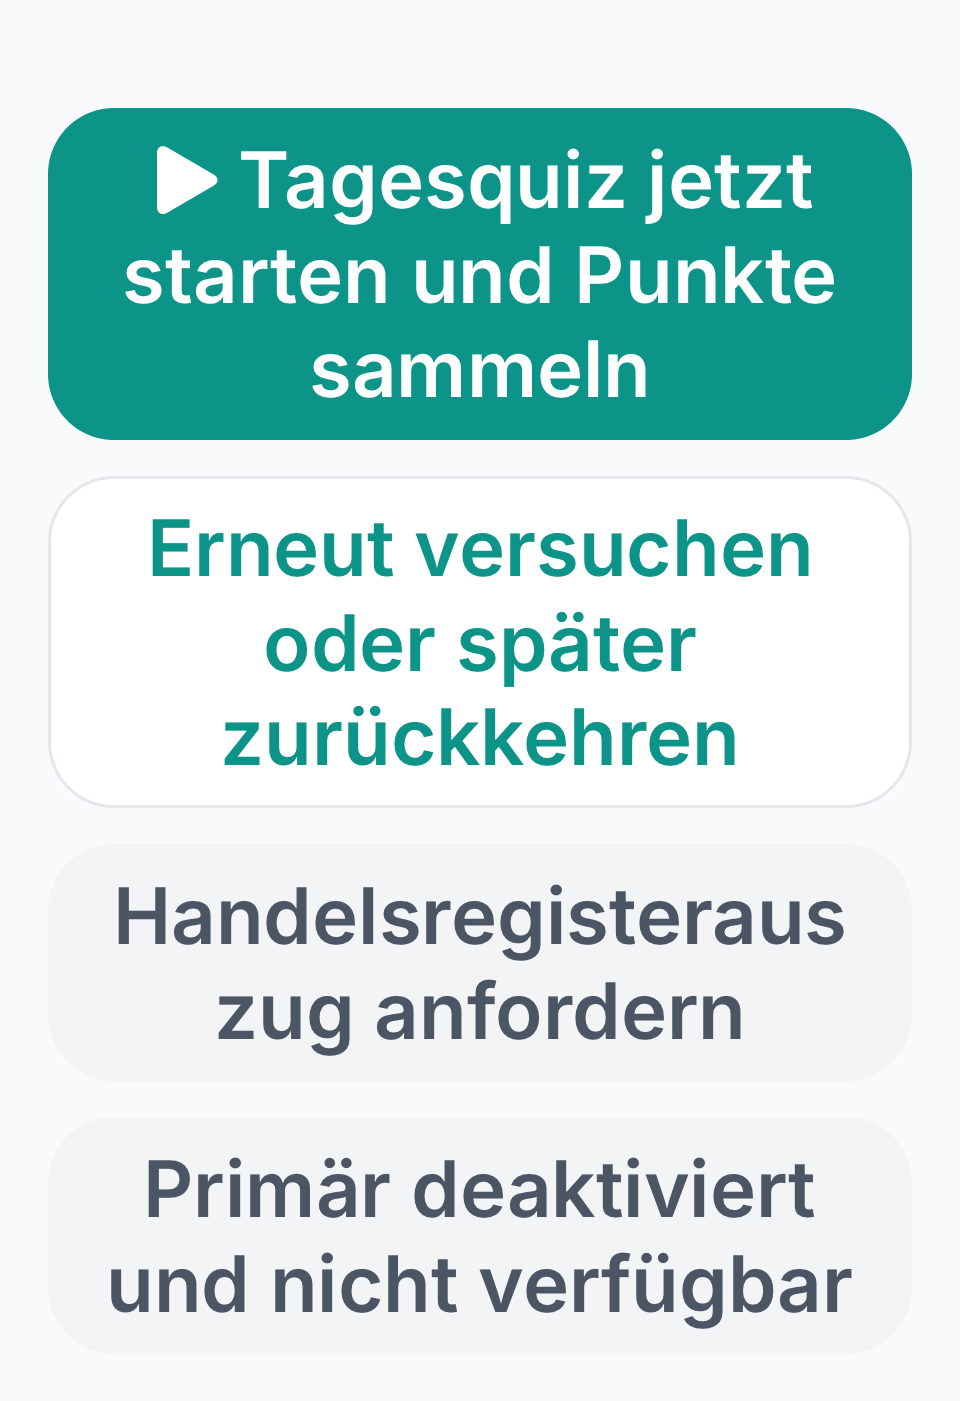 Tagesquiz jetzt
starten und Punkte
sammeln
Erneut versuchen
oder später
zurückkehren
Handelsregisteraus
zug anfordern
Primär deaktiviert
und nicht verfügbar